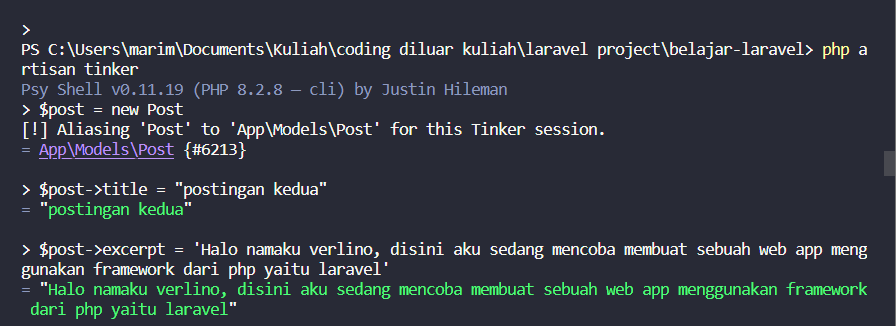 >
PS C:\Users\marim\Documents\Kuliah\coding diluar kuliah\laravel project\belajar-laravel> php a
rtisan tinker
Psy Shell v0.11.19 (PHP 8.2.8 — cli) by Justin Hileman
> $post = new Post
[!] Aliasing 'Post' to 'App\Models\Post' for this Tinker session.
= App\Models\Post {#6213}
> $post->title = "postingan kedua"
= "postingan kedua"
> $post->excerpt = 'Halo namaku verlino, disini aku sedang mencoba membuat sebuah web app meng
gunakan framework dari php yaitu laravel'
= "Halo namaku verlino, disini aku sedang mencoba membuat sebuah web app menggunakan framework
dari php yaitu laravel"